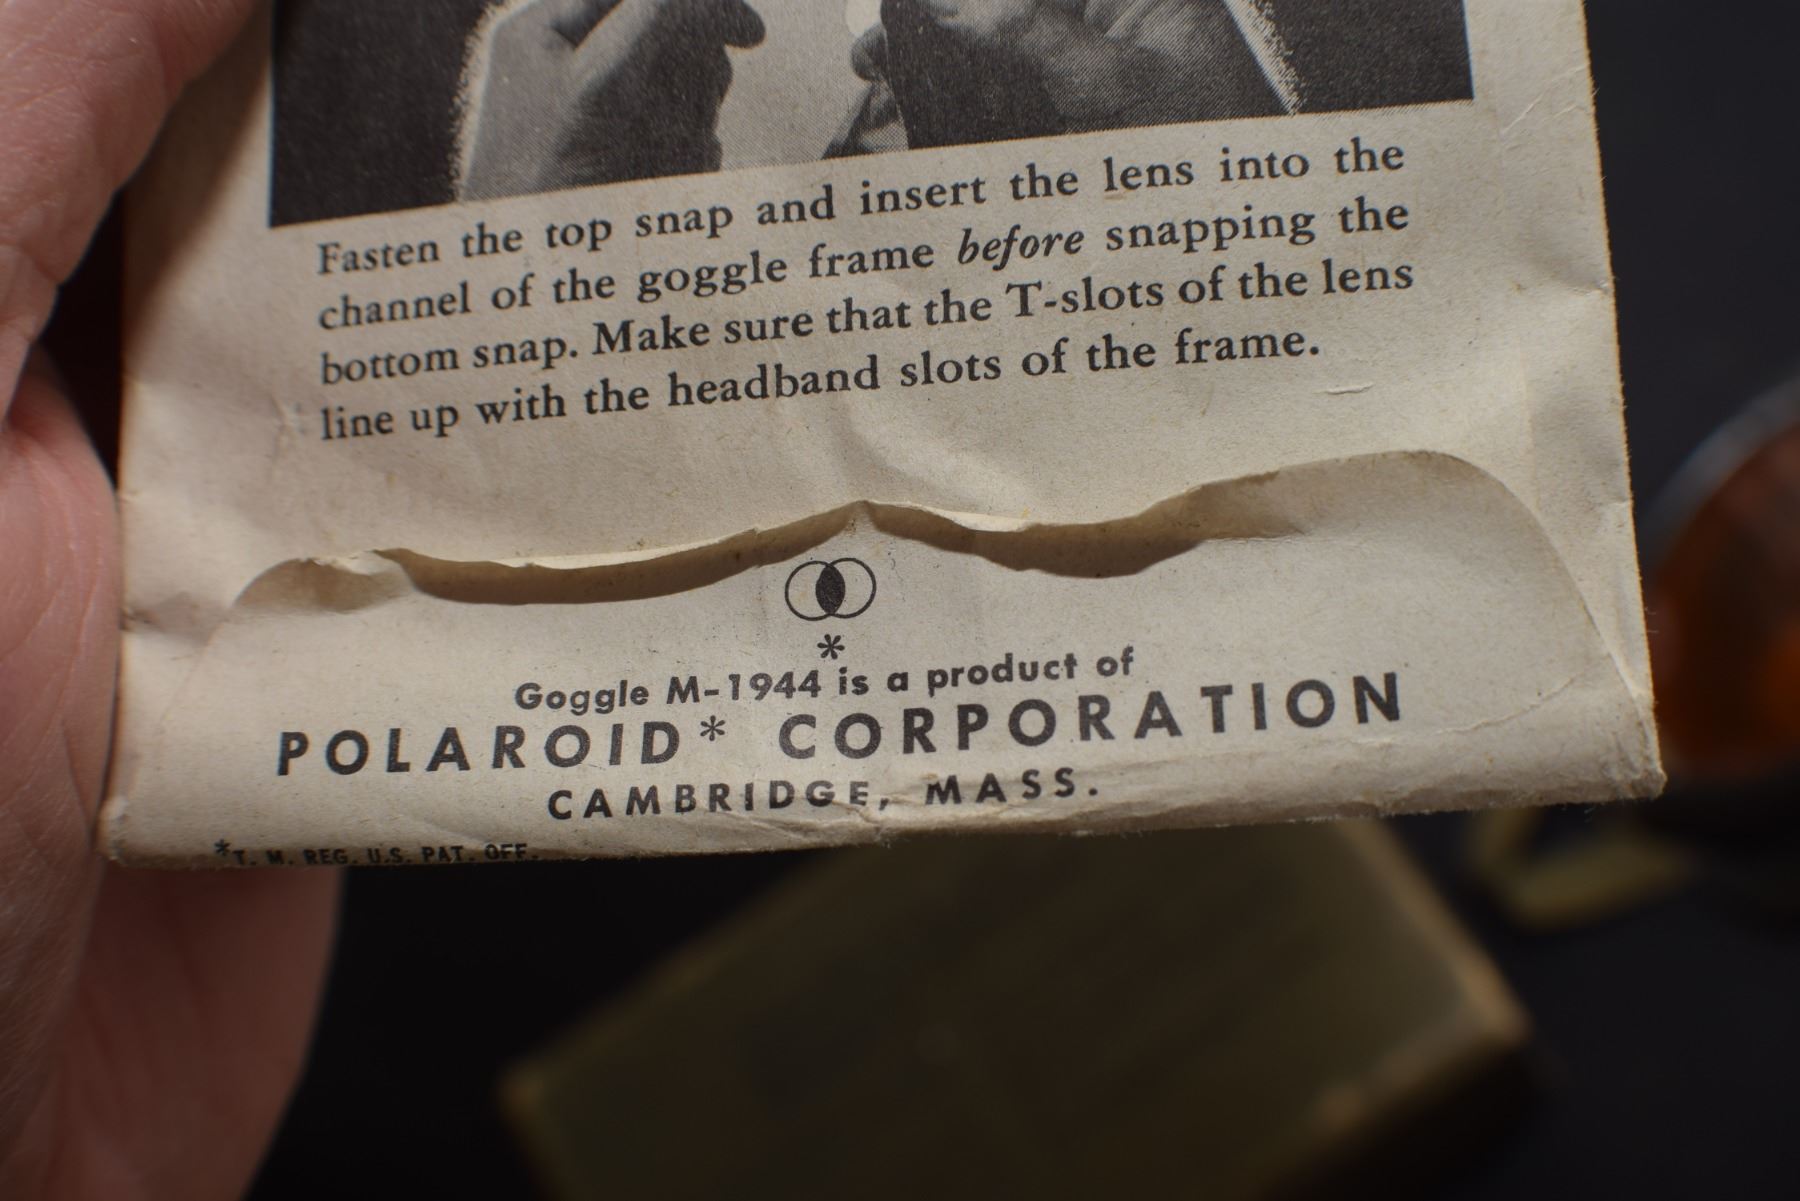 Fasten the top snap and insert the lens into the
channel of the goggle frame before snapping the
bottom snap. Make sure that the T-slots of the lens
line up with the headband slots of the frame.
*
Goggle M-1944 is a product of
POLAROID* CORPORATION
CAMBRIDGE, MASS.
*T. M. REG. U.S. PAT. OFF.